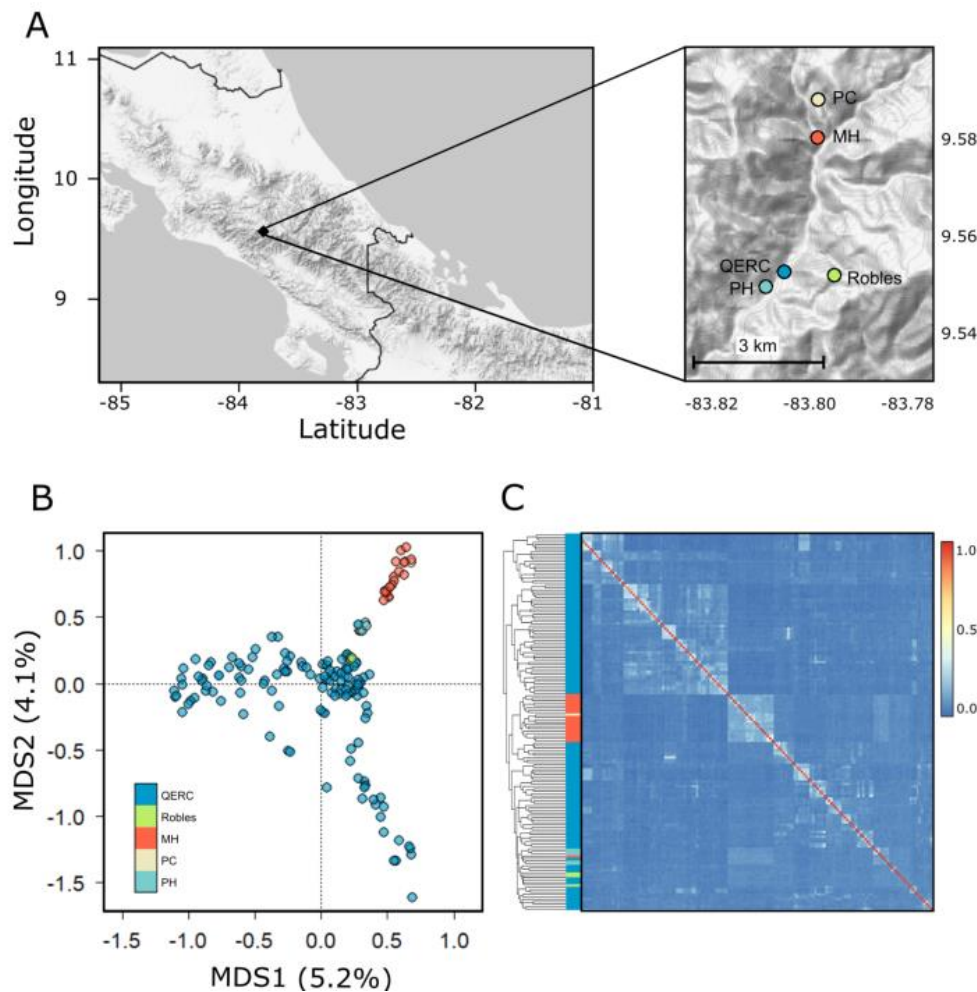 A
11
10
9
Longitude
-85
-84
-83
-82
-81
Latitude
PC
MH
QERC
PH
Robles
3 km
9.58
9.56
9.54
-83.82
-83.80
-83.78
B
1.0
0.5
0.0
-0.5
-1.0
-1.5
MDS2 (4.1%)
QERC
Robles
MH
PC
PH
-1.5
-1.0
-0.5
0.0
0.5
1.0
MDS1 (5.2%)
C
1.0
0.5
0.0